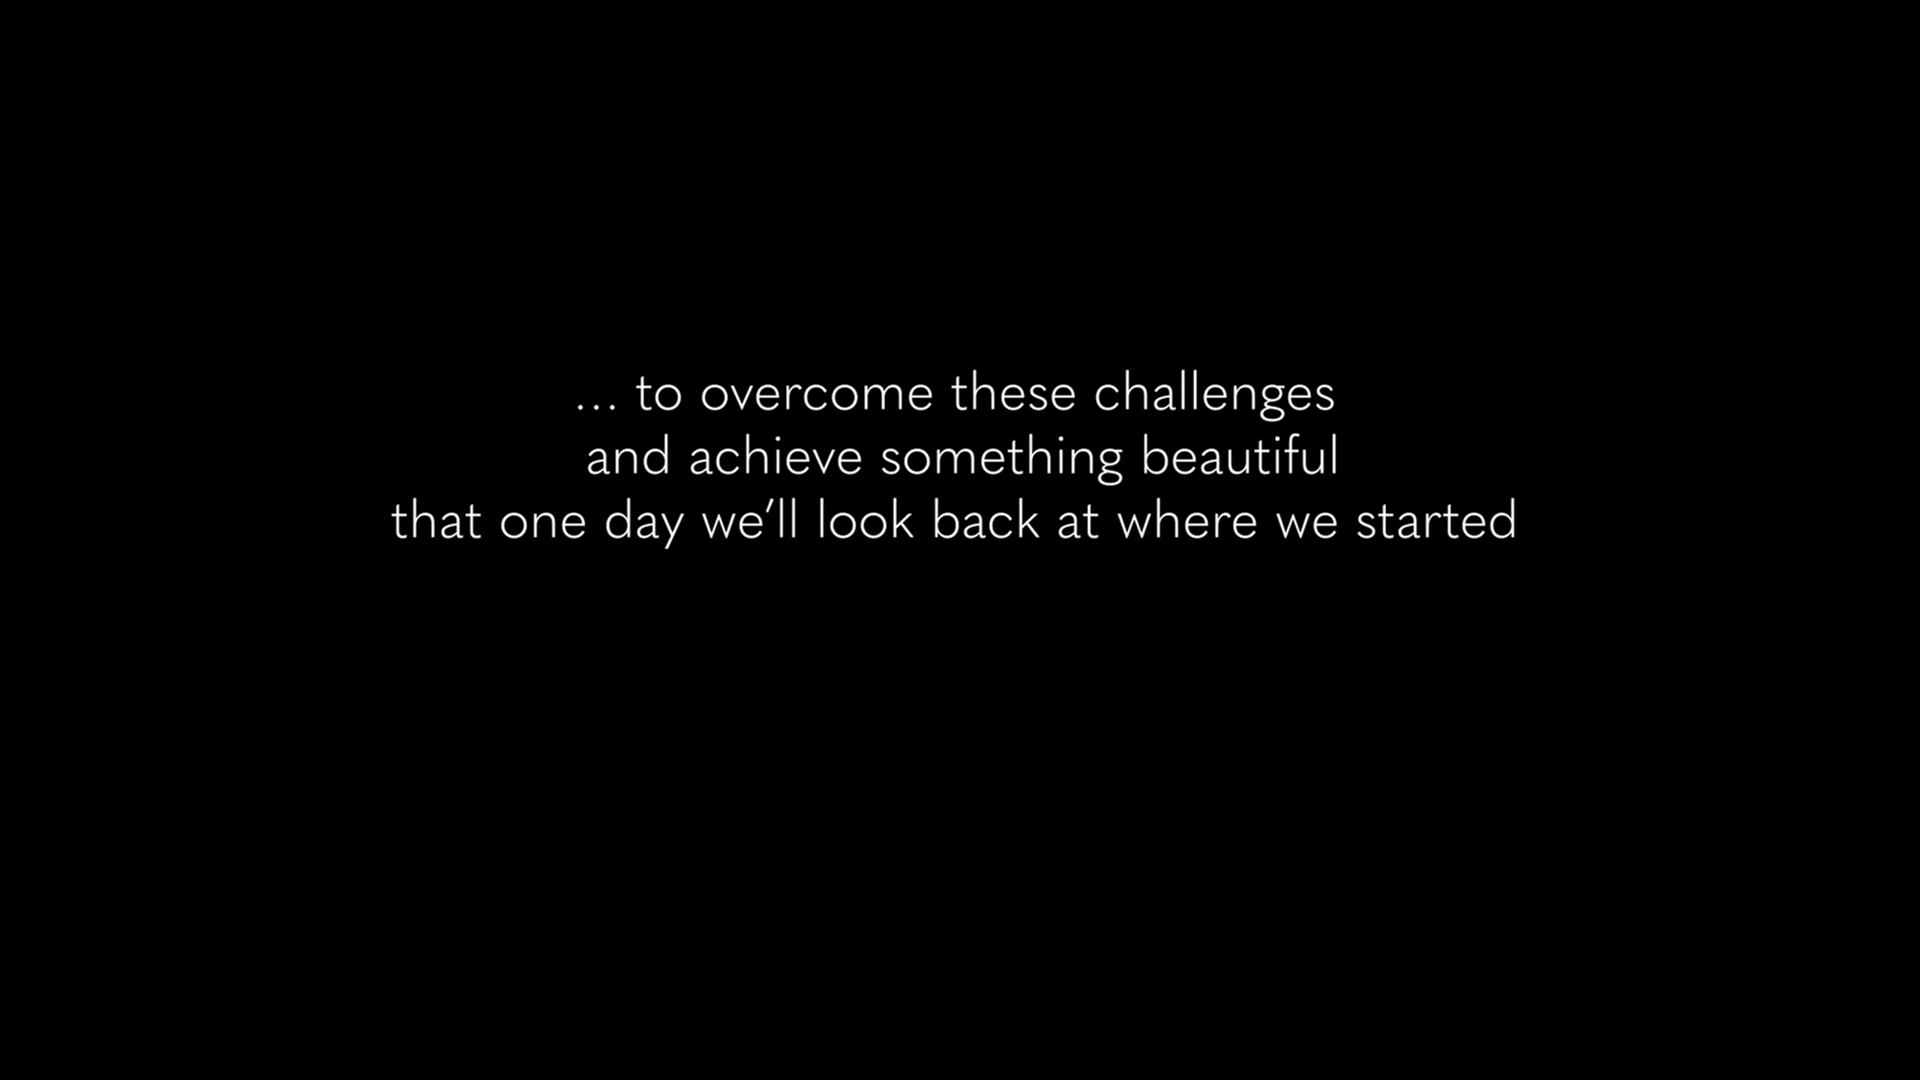 ... to overcome these challenges
and achieve something beautiful
that one day we’ll look back at where we started